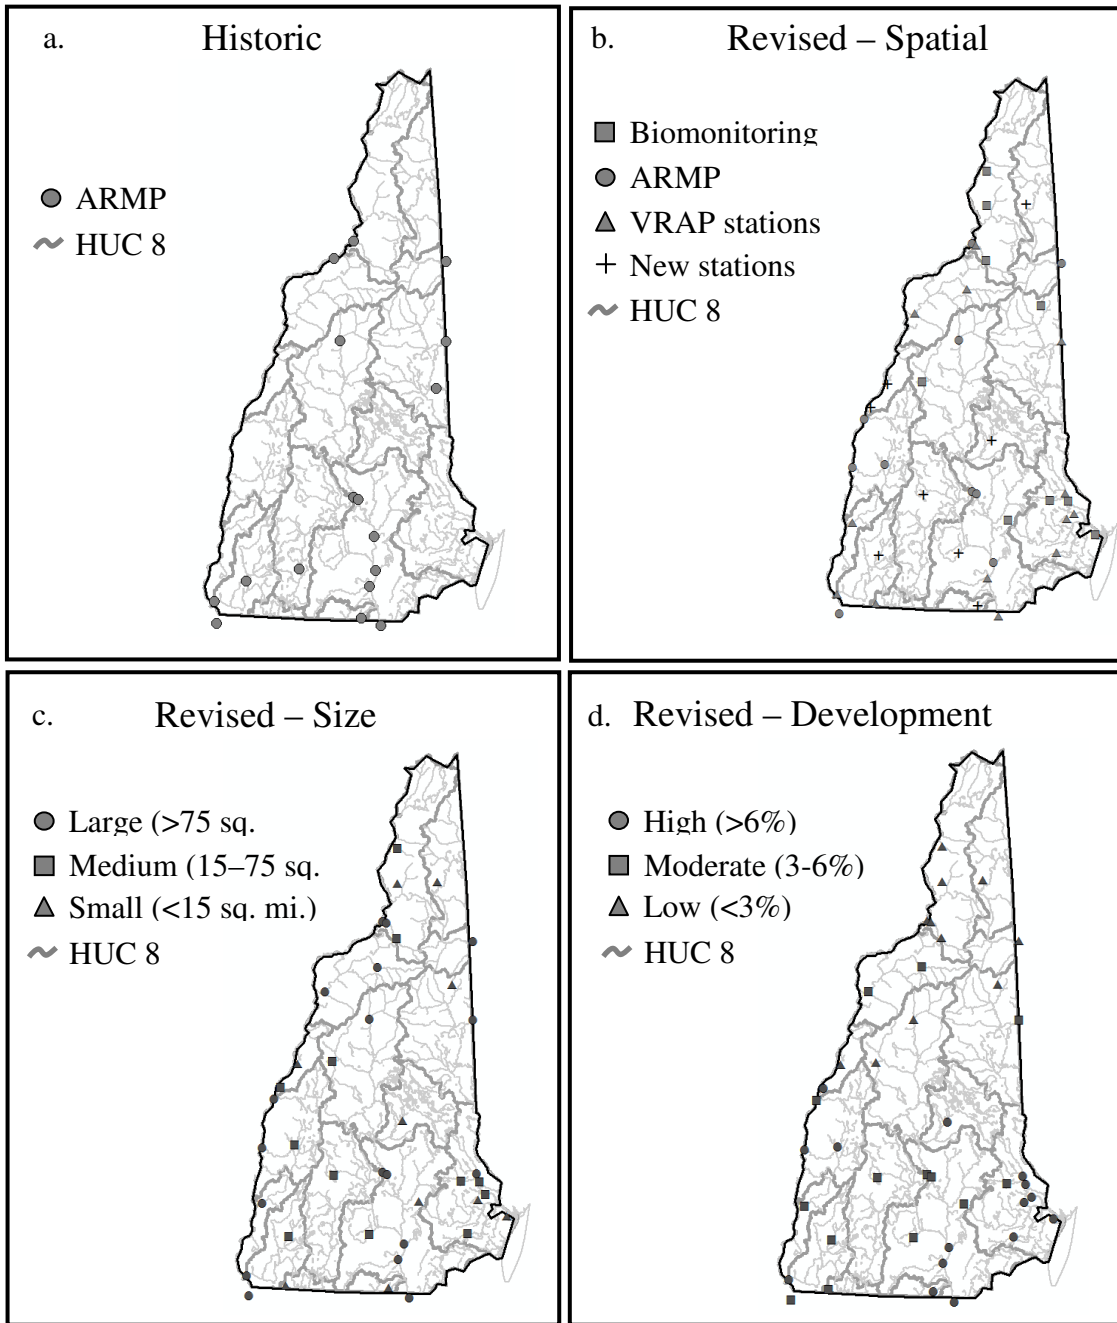 a.
Historic
ARMP
HUC 8
b.
Revised – Spatial
Biomonitoring
ARMP
VRAP stations
New stations
HUC 8
c.
Revised – Size
Large (>75 sq.
Medium (15–75 sq.
Small (<15 sq. mi.)
HUC 8
d. Revised – Development
High (>6%)
Moderate (3-6%)
Low (<3%)
HUC 8